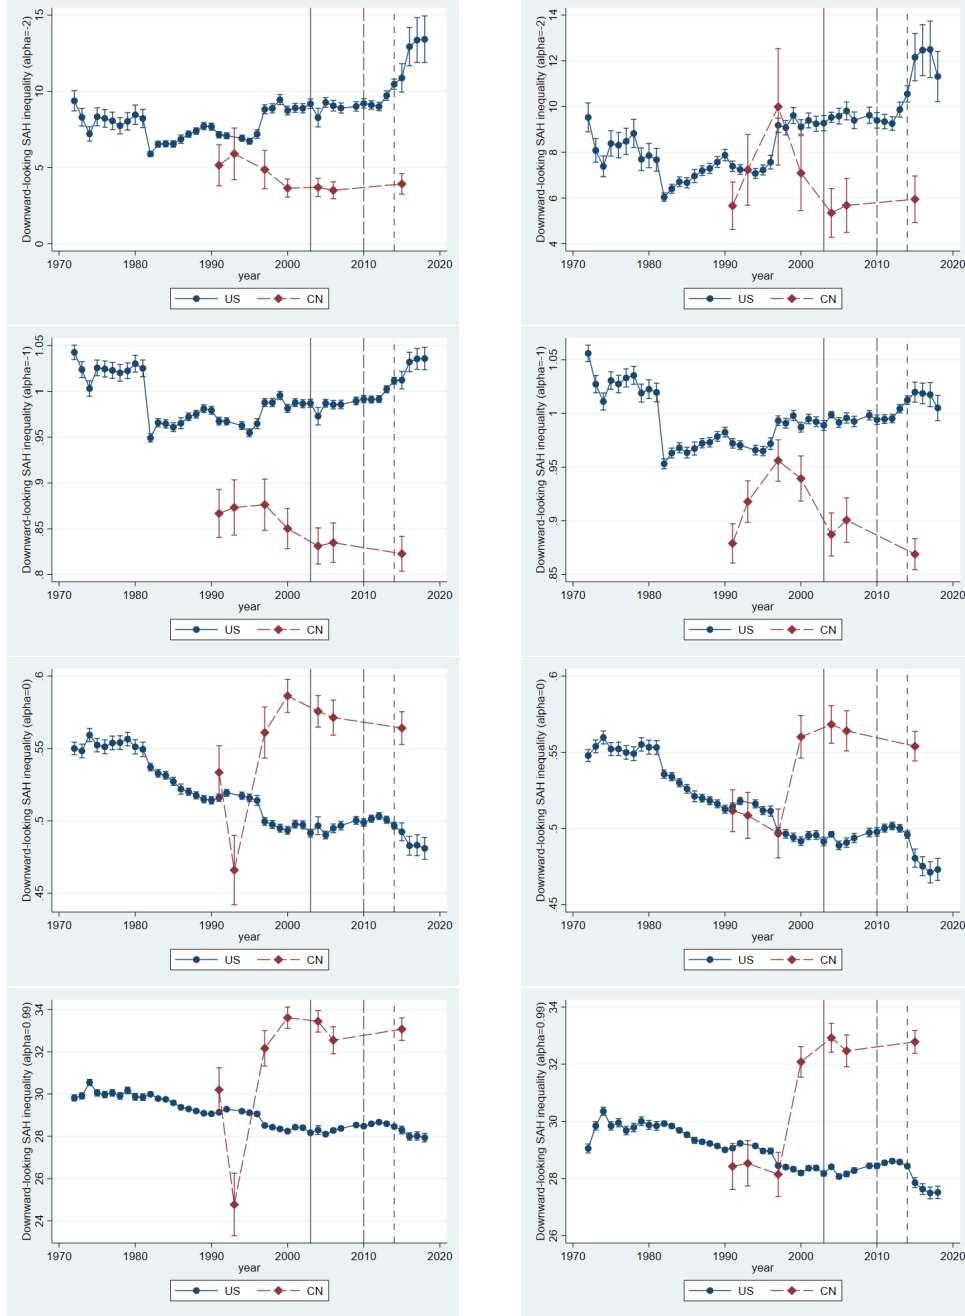 Downward-looking SAH inequality (alpha=-2)
15
10
5
0
1970 1980 1990 2000 2010 2020
year
US CN
Downward-looking SAH inequality (alpha=-2)
14
12
10
8
6
4
1970 1980 1990 2000 2010 2020
year
US CN
Downward-looking SAH inequality (alpha=-1)
1.05
1
.95
.9
.85
.8
1970 1980 1990 2000 2010 2020
year
US CN
Downward-looking SAH inequality (alpha=-1)
1.05
1
.95
.9
.85
1970 1980 1990 2000 2010 2020
year
US CN
Downward-looking SAH inequality (alpha=0)
.6
.55
.5
.45
1970 1980 1990 2000 2010 2020
year
US CN
Downward-looking SAH inequality (alpha=0)
.6
.55
.5
.45
1970 1980 1990 2000 2010 2020
year
US CN
Downward-looking SAH inequality (alpha=0.99)
34
32
30
28
26
24
1970 1980 1990 2000 2010 2020
year
US CN
Downward-looking SAH inequality (alpha=0.99)
34
32
30
28
26
1970 1980 1990 2000 2010 2020
year
US CN